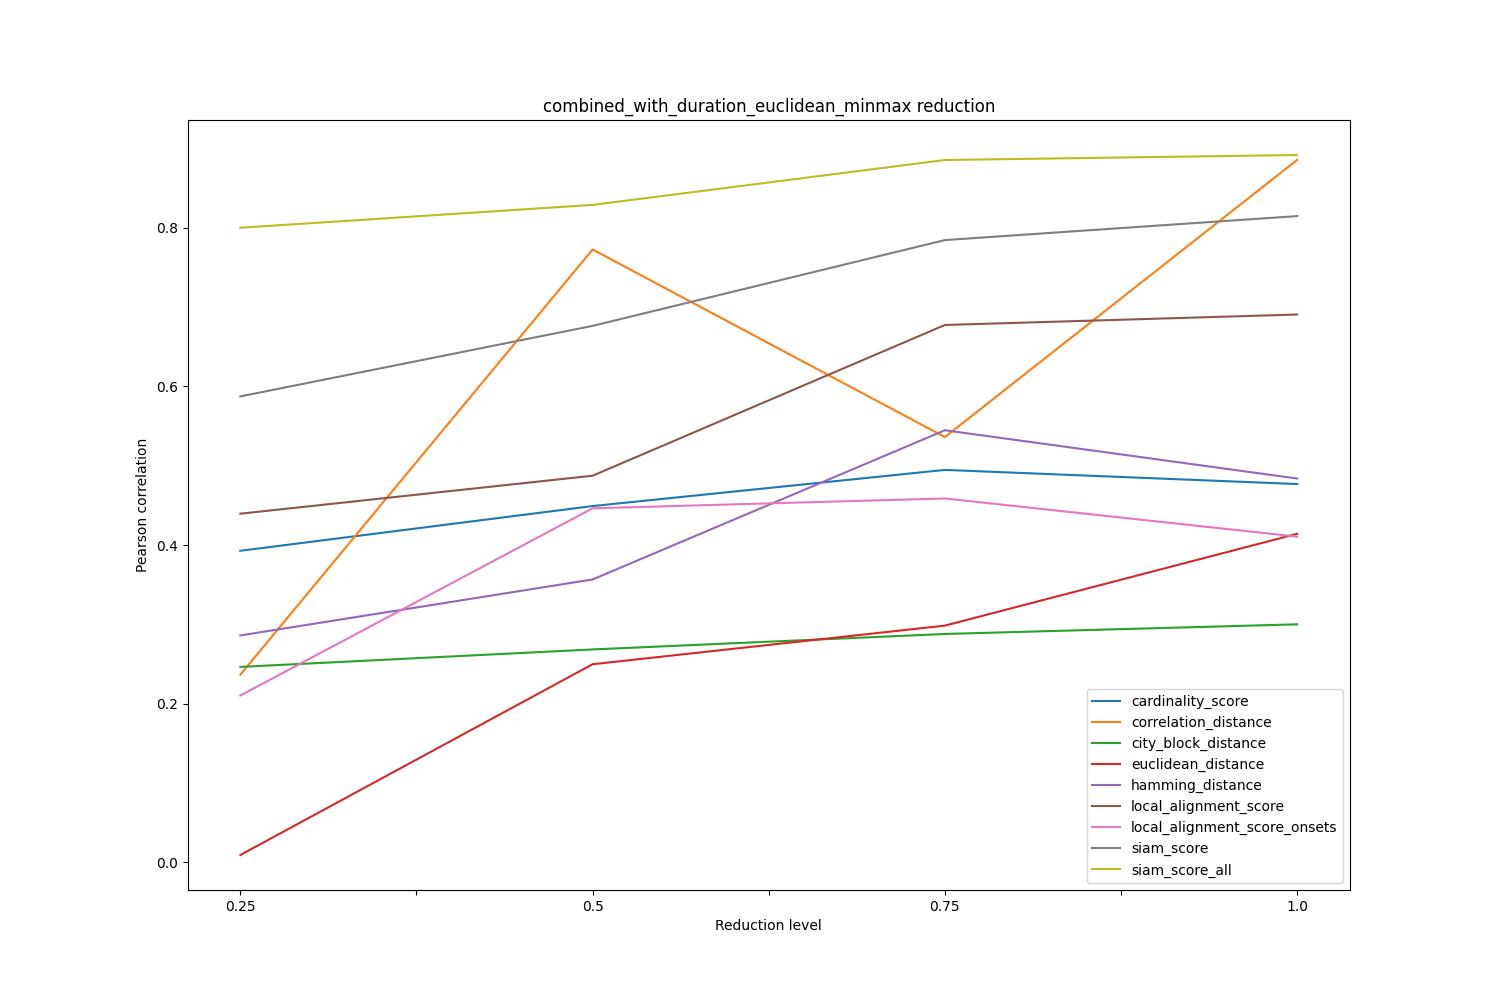 combined_with_duration_euclidean_minmax reduction
Pearson correlation
0.8
0.6
0.4
0.2
0.0
0.25
0.5
0.75
1.0
Reduction level
cardinality_score
correlation_distance
city_block_distance
euclidean_distance
hamming_distance
local_alignment_score
local_alignment_score_onsets
siam_score
siam_score_all